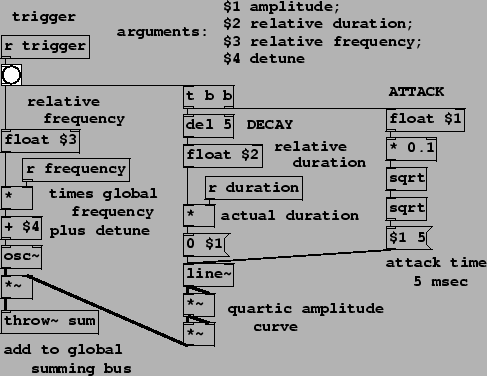 trigger
r trigger
arguments:
$1 amplitude;
$2 relative duration;
$3 relative frequency;
$4 detune
relative
frequency
float $3
r frequency
*
times global
frequency
plus detune
+ $4
osc~
*~
throw~ sum
add to global
summing bus
t b b
del 5
DECAY
float $2
relative
duration
r duration
*
actual duration
0 $1
line~
*~
*~
quartic amplitude
curve
ATTACK
float $1
* 0.1
sqrt
sqrt
$1 5
attack time
5 msec